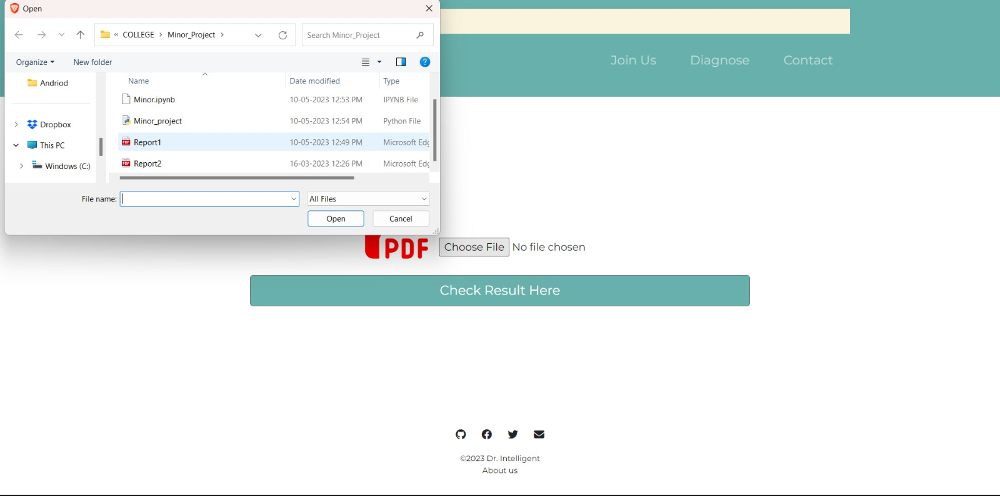 Open
« COLLEGE > Minor_Project >
Search Minor_Project
Organize
New folder
?
Join Us
Diagnose
Contact
Andriod
Dropbox
This PC
Windows (C:)
Name
Date modified
Type
Minor.ipynb
10-05-2023 12:53 PM
IPYNB File
Minor_project
10-05-2023 12:54 PM
Python File
PDF
Report1
10-05-2023 12:49 PM
Microsoft Edg
PDF
Report2
16-03-2023 12:26 PM
Microsoft Edg
File name:
All Files
Open
Cancel
PDF
Choose File
No file chosen
Check Result Here
©2023 Dr. Intelligent
About us